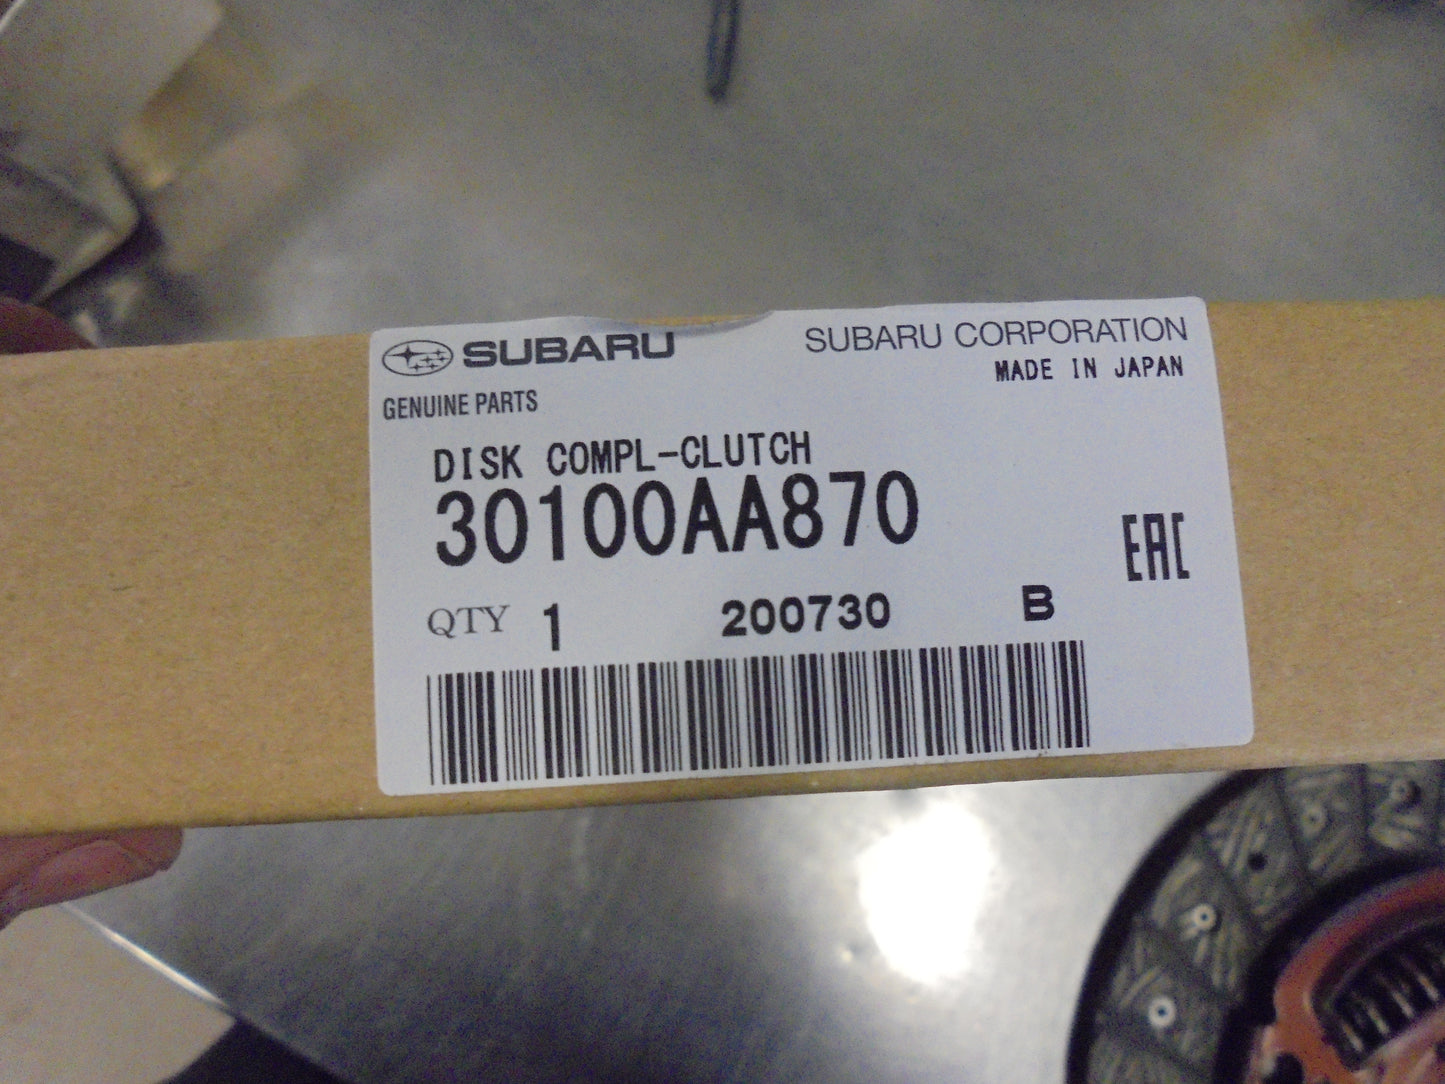 SUBARU
SUBARU CORPORATION
MADE IN JAPAN
GENUINE PARTS
DISK COMPL-CLUTCH
30100AA870
EAC
QTY 1 200730 B